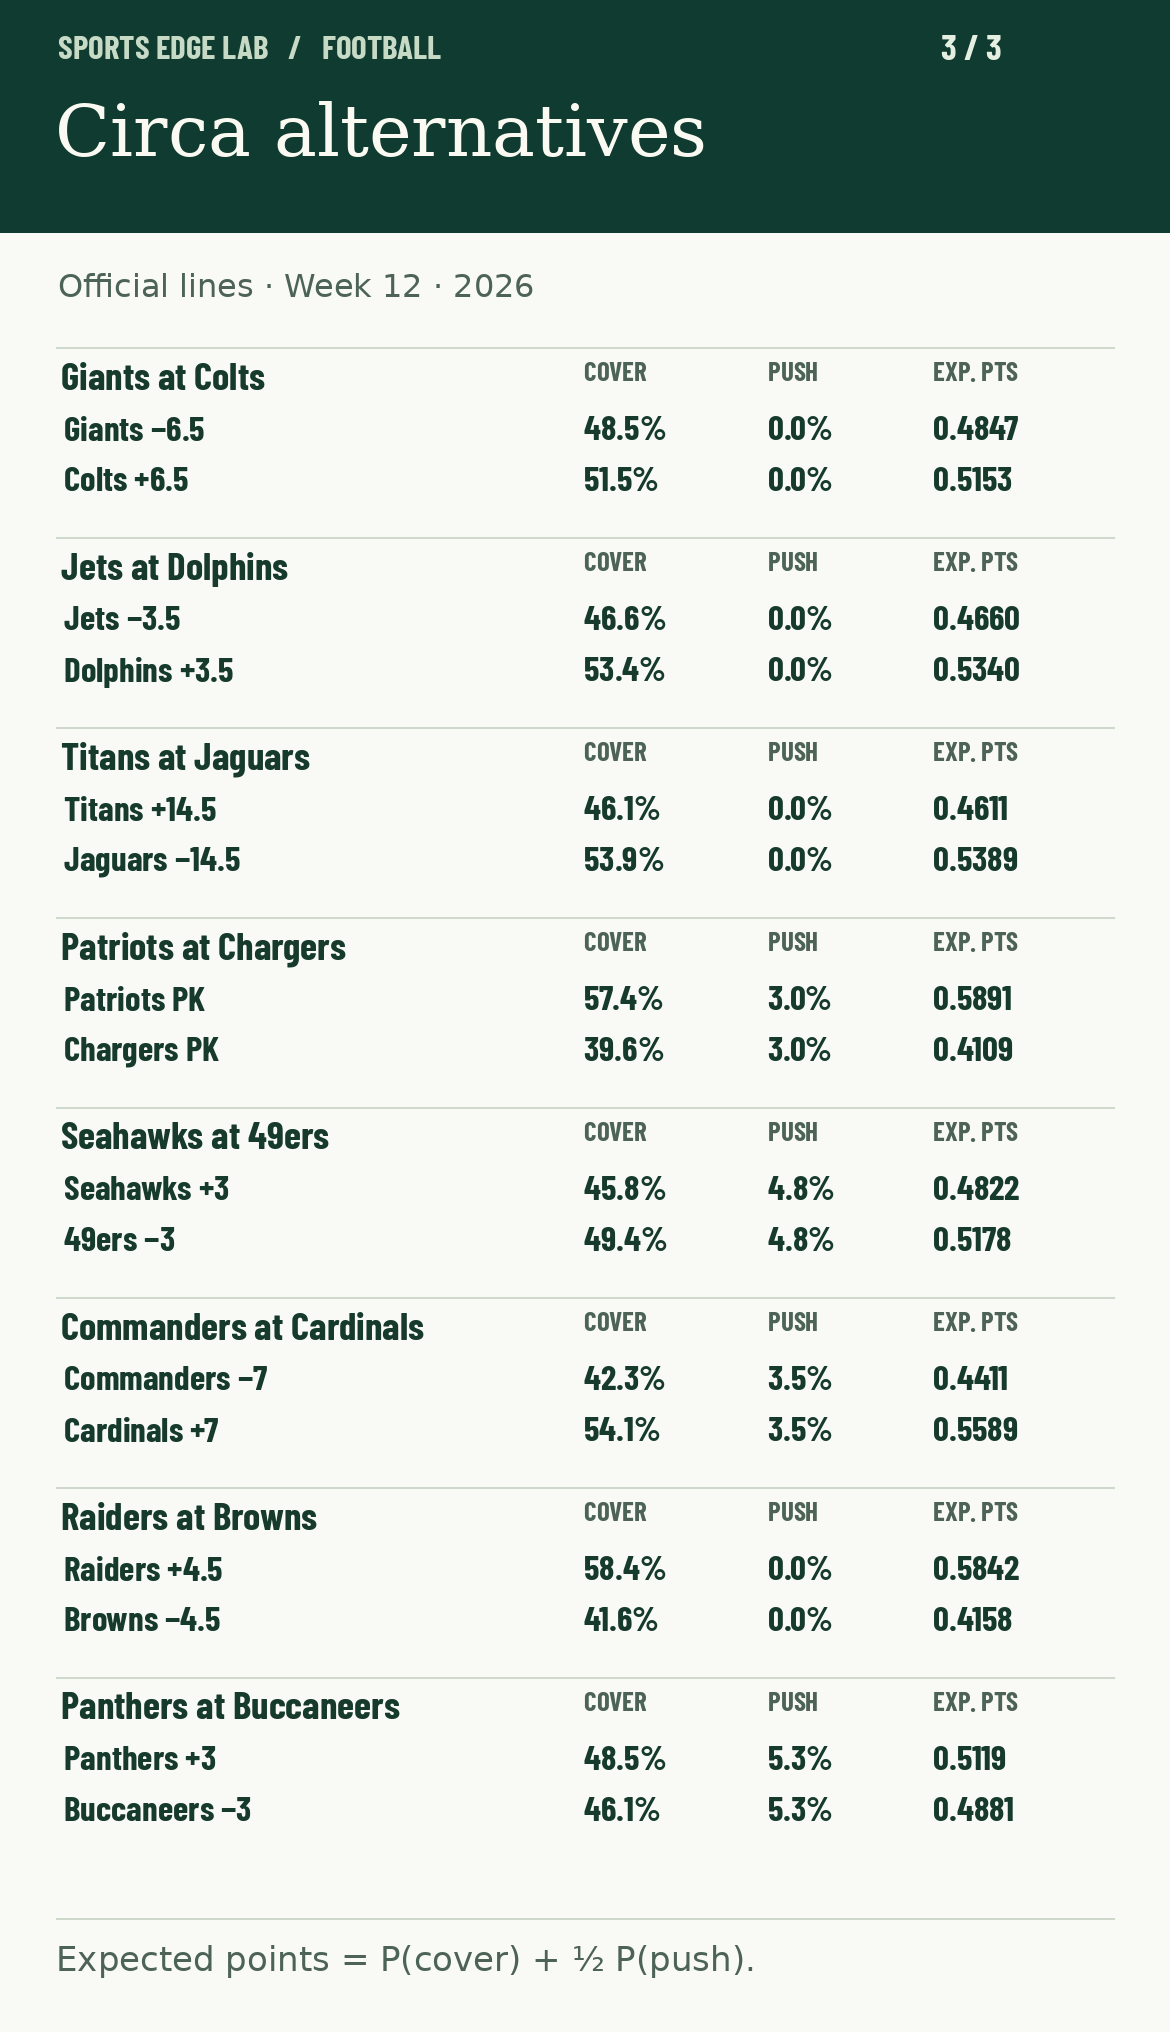 SPORTS EDGE LAB / FOOTBALL 3 / 3
Circa alternatives
Official lines · Week 12 · 2026
Giants at Colts COVER PUSH EXP. PTS
Giants −6.5 48.5% 0.0% 0.4847
Colts +6.5 51.5% 0.0% 0.5153
Jets at Dolphins COVER PUSH EXP. PTS
Jets −3.5 46.6% 0.0% 0.4660
Dolphins +3.5 53.4% 0.0% 0.5340
Titans at Jaguars COVER PUSH EXP. PTS
Titans +14.5 46.1% 0.0% 0.4611
Jaguars −14.5 53.9% 0.0% 0.5389
Patriots at Chargers COVER PUSH EXP. PTS
Patriots PK 57.4% 3.0% 0.5891
Chargers PK 39.6% 3.0% 0.4109
Seahawks at 49ers COVER PUSH EXP. PTS
Seahawks +3 45.8% 4.8% 0.4822
49ers −3 49.4% 4.8% 0.5178
Commanders at Cardinals COVER PUSH EXP. PTS
Commanders −7 42.3% 3.5% 0.4411
Cardinals +7 54.1% 3.5% 0.5589
Raiders at Browns COVER PUSH EXP. PTS
Raiders +4.5 58.4% 0.0% 0.5842
Browns −4.5 41.6% 0.0% 0.4158
Panthers at Buccaneers COVER PUSH EXP. PTS
Panthers +3 48.5% 5.3% 0.5119
Buccaneers −3 46.1% 5.3% 0.4881
Expected points = P(cover) + ½ P(push).